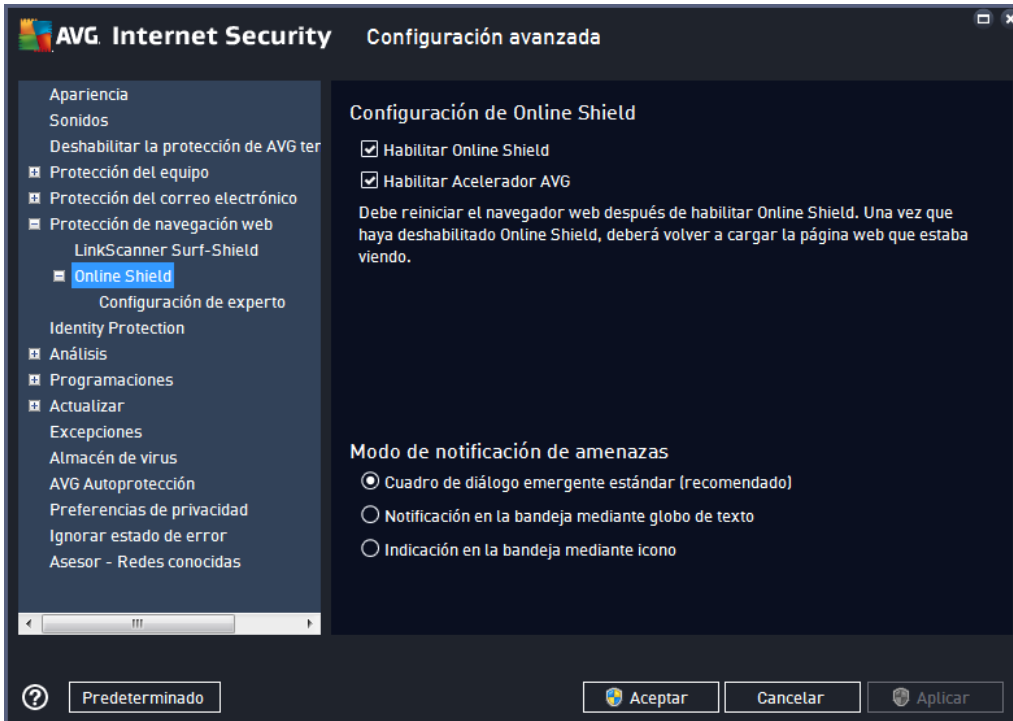 AVG. Internet Security Configuración avanzada
Apariencia
Sonidos
Deshabilitar la protección de AVG ter
Protección del equipo
Protección del correo electrónico
Protección de navegación web
LinkScanner Surf-Shield
Online Shield
Configuración de experto
Identity Protection
Análisis
Programaciones
Actualizar
Excepciones
Almacén de virus
AVG Autoprotección
Preferencias de privacidad
Ignorar estado de error
Asesor - Redes conocidas
Configuración de Online Shield
Habilitar Online Shield
Habilitar Acelerador AVG
Debe reiniciar el navegador web después de habilitar Online Shield. Una vez que
haya deshabilitado Online Shield, deberá volver a cargar la página web que estaba
viendo.
Modo de notificación de amenazas
Cuadro de diálogo emergente estándar (recomendado)
Notificación en la bandeja mediante globo de texto
Indicación en la bandeja mediante icono
? Predeterminado Aceptar Cancelar Aplicar